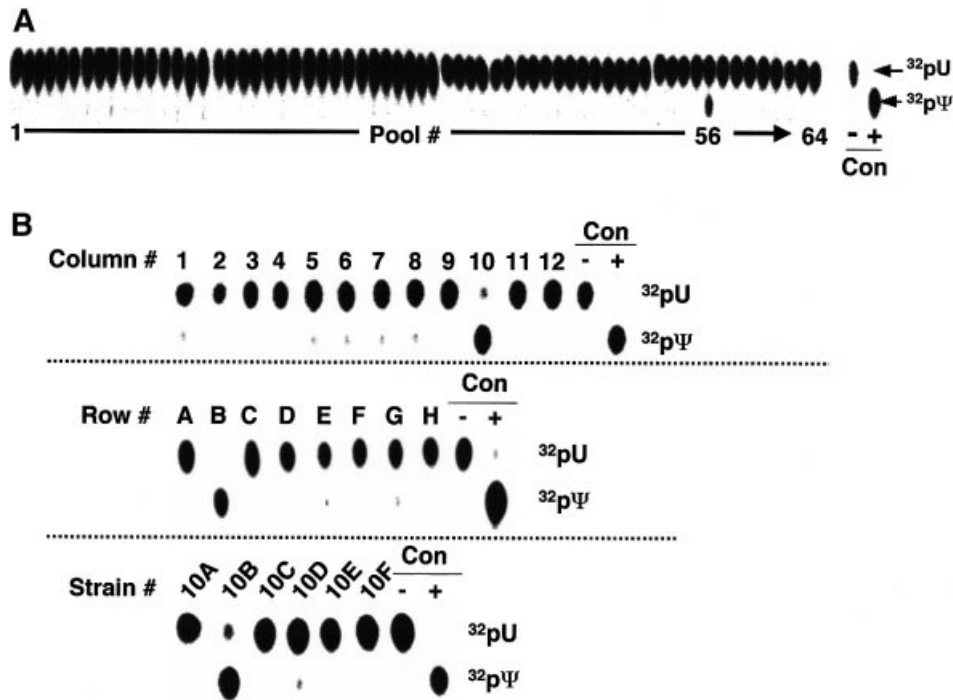 A
³²pU
³²pΨ
1 Pool # 56 64 - +
Con
B
Con
Column # 1 2 3 4 5 6 7 8 9 10 11 12 - +
³²pU
³²pΨ
Con
Row # A B C D E F G H - +
³²pU
³²pΨ
Con
Strain # 10A 10B 10C 10D 10E 10F - +
³²pU
³²pΨ